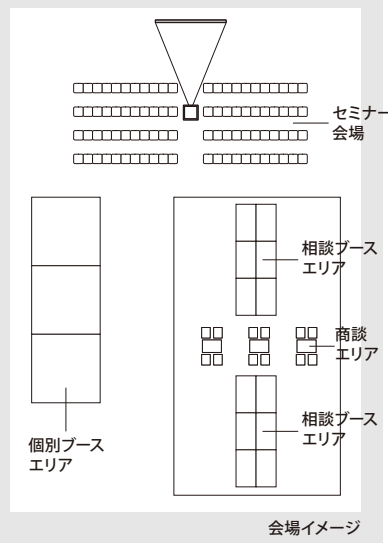 セミナー
会場
相談ブース
エリア
商談
エリア
相談ブース
エリア
個別ブース
エリア
会場イメージ